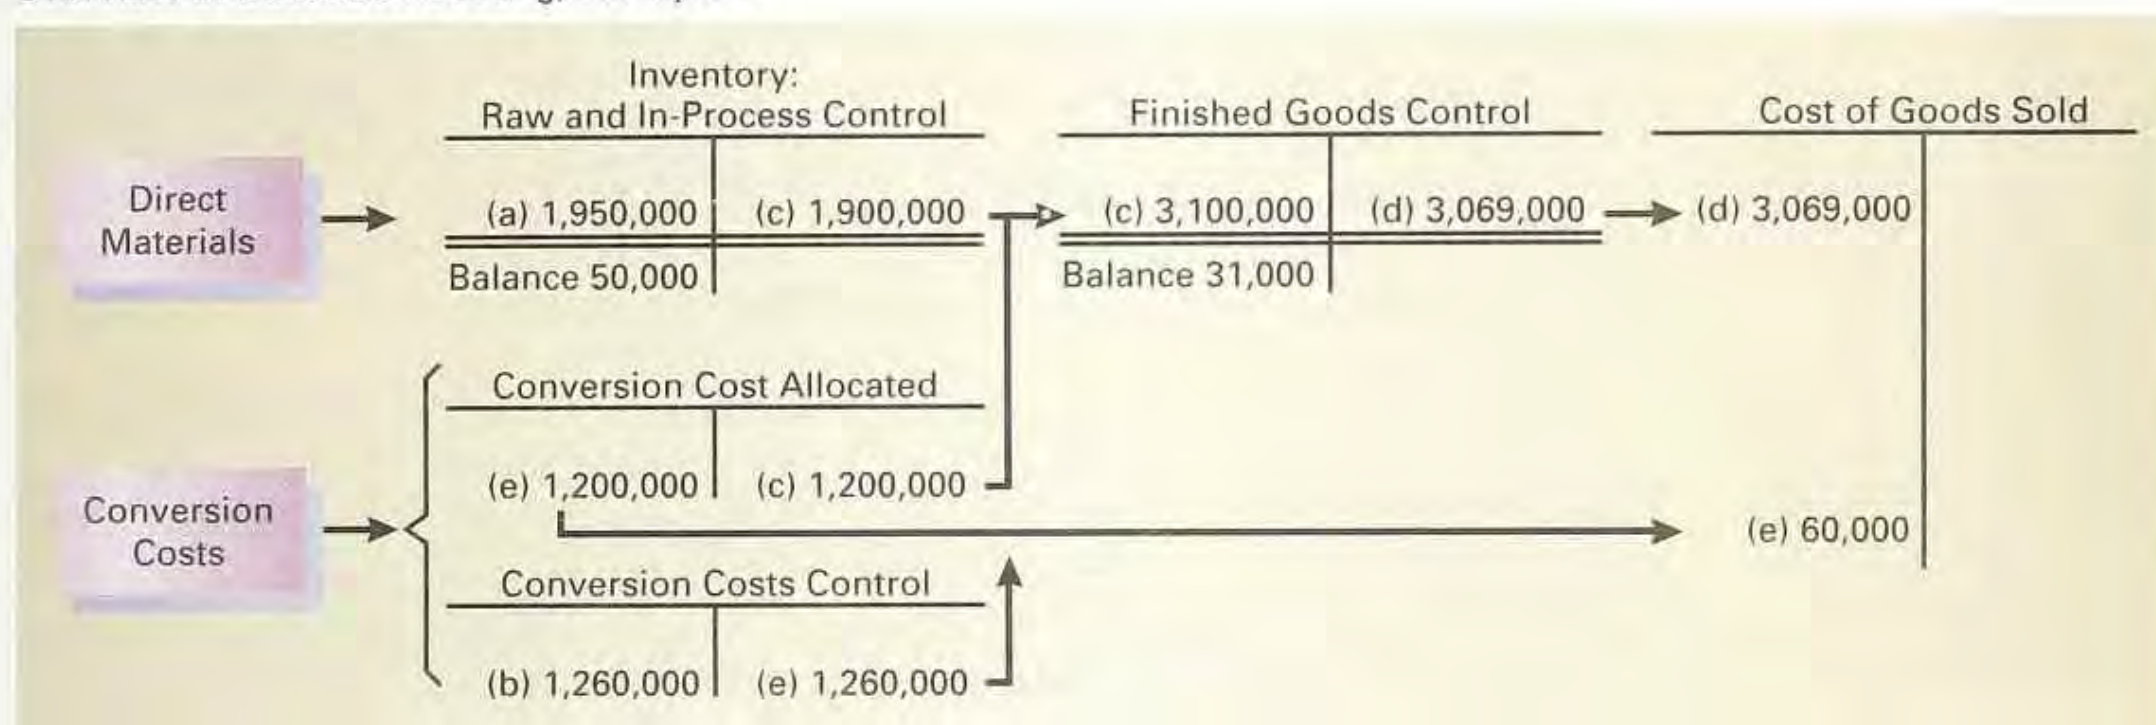 Inventory:
Raw and In-Process Control
Finished Goods Control
Cost of Goods Sold
Direct
Materials
(a) 1,950,000
(c) 1,900,000
(c) 3,100,000
(d) 3,069,000
(d) 3,069,000
Balance 50,000
Balance 31,000
Conversion Cost Allocated
(e) 1,200,000
(c) 1,200,000
Conversion
Costs
(e) 60,000
Conversion Costs Control
(b) 1,260,000
(e) 1,260,000